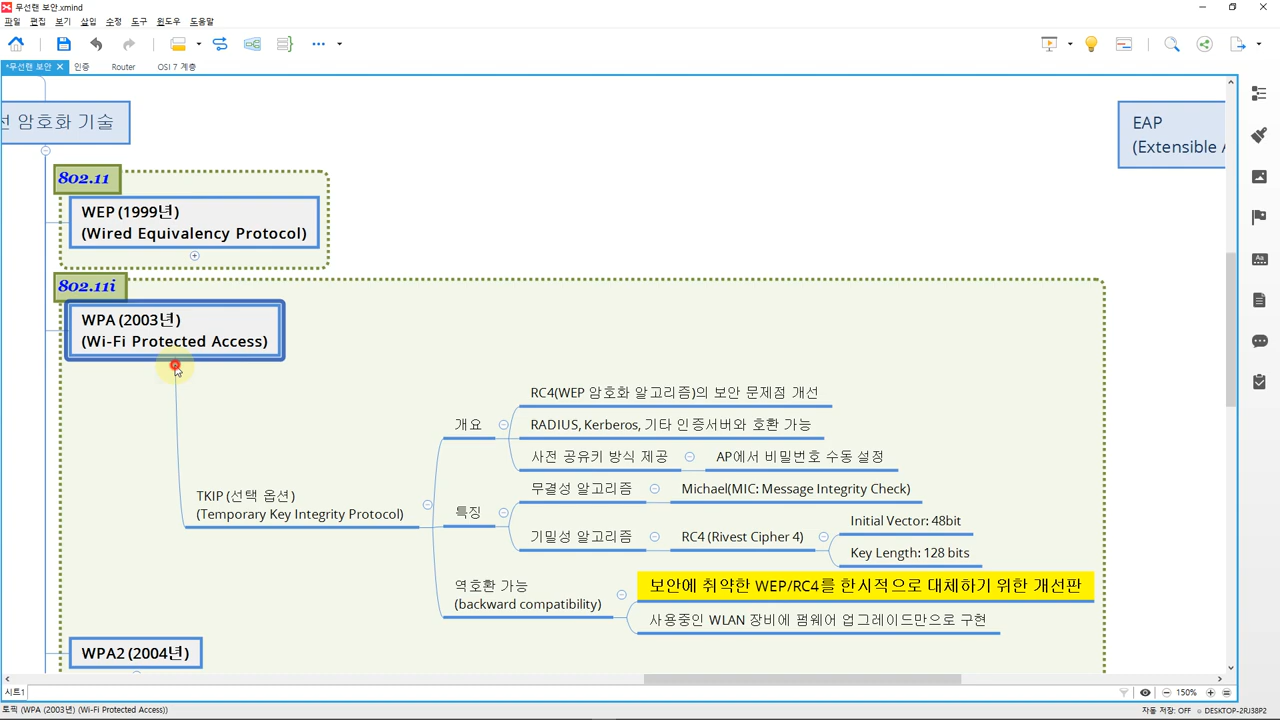 무선랜 보안.xmind
파일 편집 보기 삽입 수정 도구 윈도우 도움말
*무선랜 보안 인증 Router OSI 7 계층
선 암호화 기술
EAP
(Extensible A
802.11
WEP (1999년)
(Wired Equivalency Protocol)
802.11i
WPA (2003년)
(Wi-Fi Protected Access)
TKIP (선택 옵션)
(Temporary Key Integrity Protocol)
개요
RC4(WEP 암호화 알고리즘)의 보안 문제점 개선
RADIUS, Kerberos, 기타 인증서버와 호환 가능
사전 공유키 방식 제공
AP에서 비밀번호 수동 설정
특징
무결성 알고리즘
Michael(MIC: Message Integrity Check)
기밀성 알고리즘
RC4 (Rivest Cipher 4)
Initial Vector: 48bit
Key Length: 128 bits
역호환 가능
(backward compatibility)
보안에 취약한 WEP/RC4를 한시적으로 대체하기 위한 개선판
사용중인 WLAN 장비에 펌웨어 업그레이드만으로 구현
WPA2 (2004년)
시트1
150%
토픽 (WPA (2003년) (Wi-Fi Protected Access))
자동 저장: OFF DESKTOP-2RJ38P2